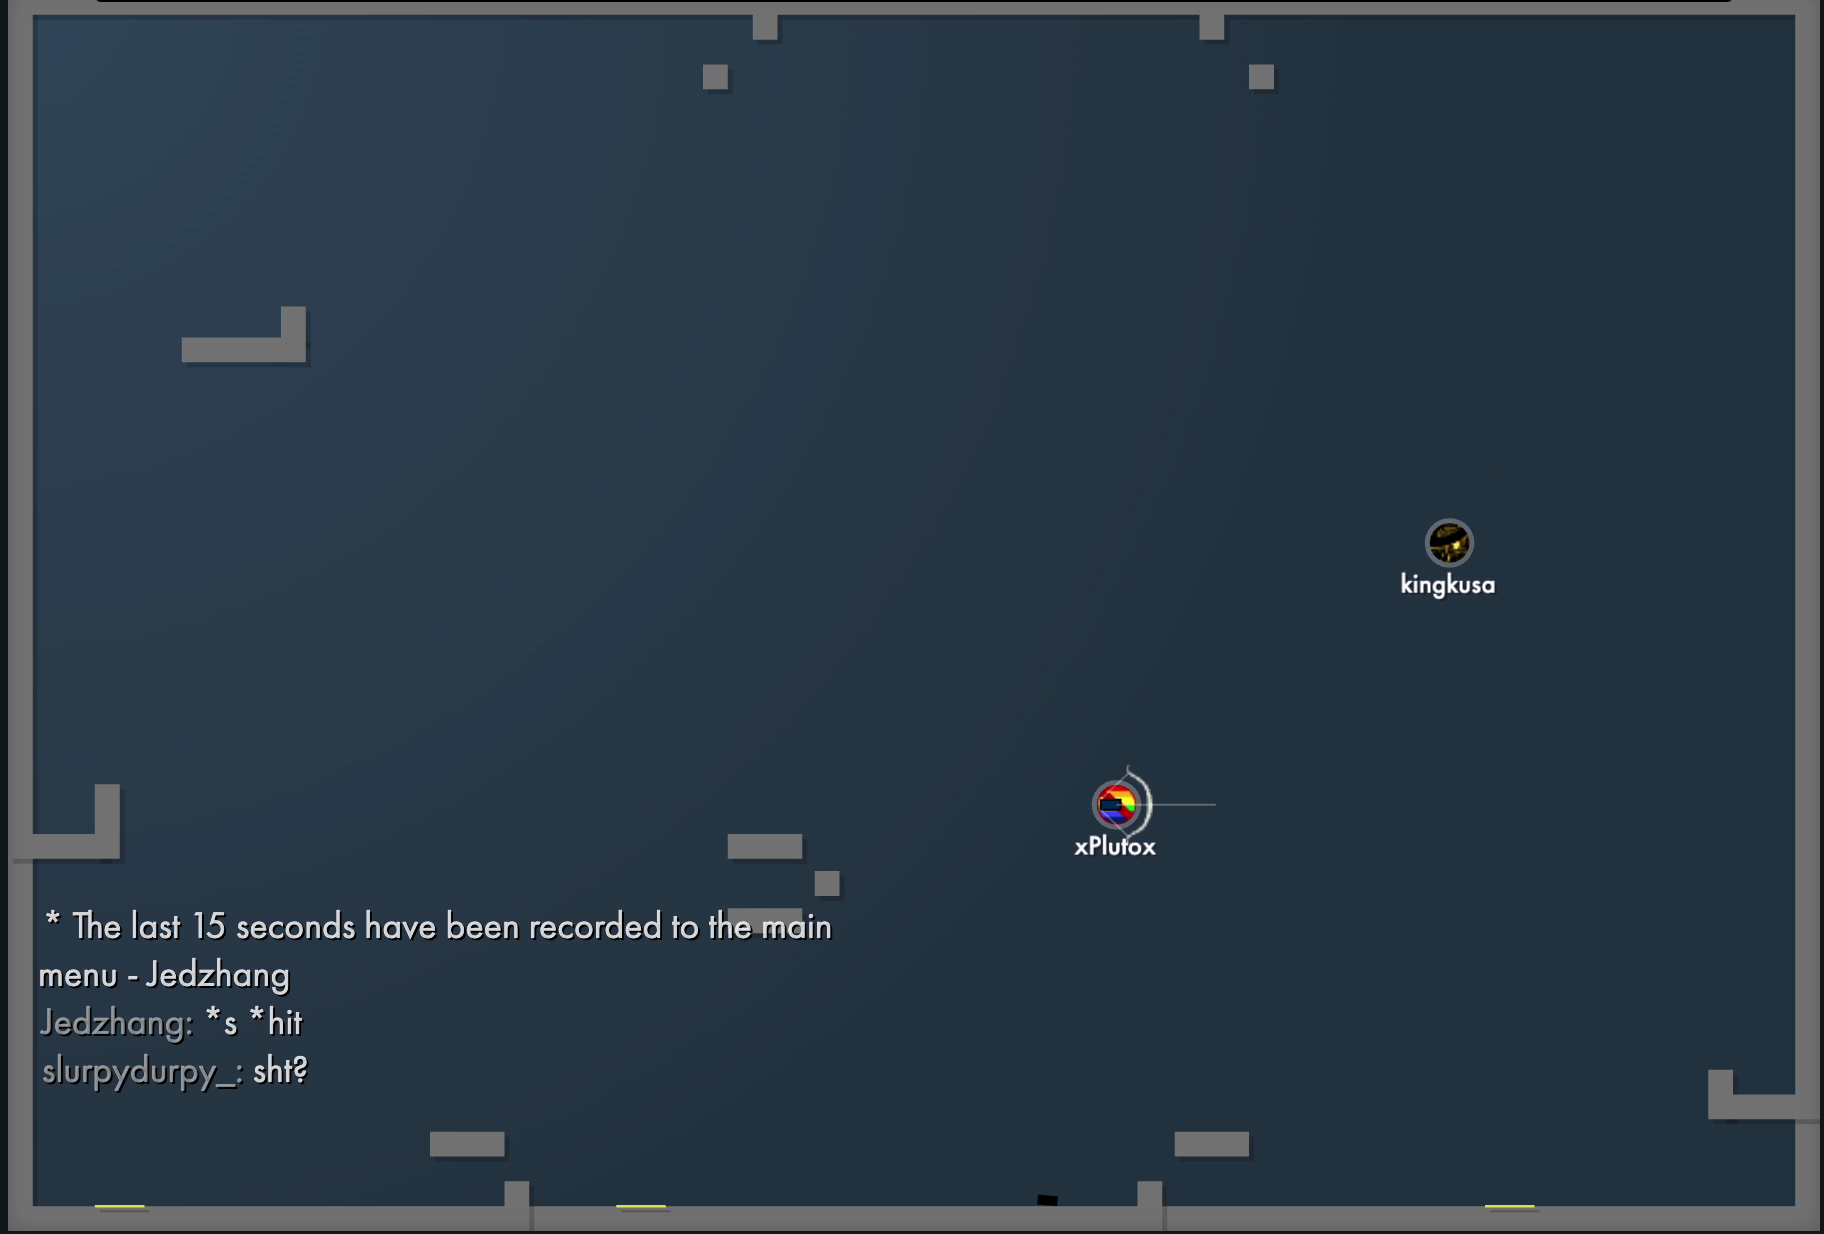 kingkusa
xPlutox
* The last 15 seconds have been recorded to the main
menu - Jedzhang
Jedzhang: *s *hit
slurpydurpy_: sht?